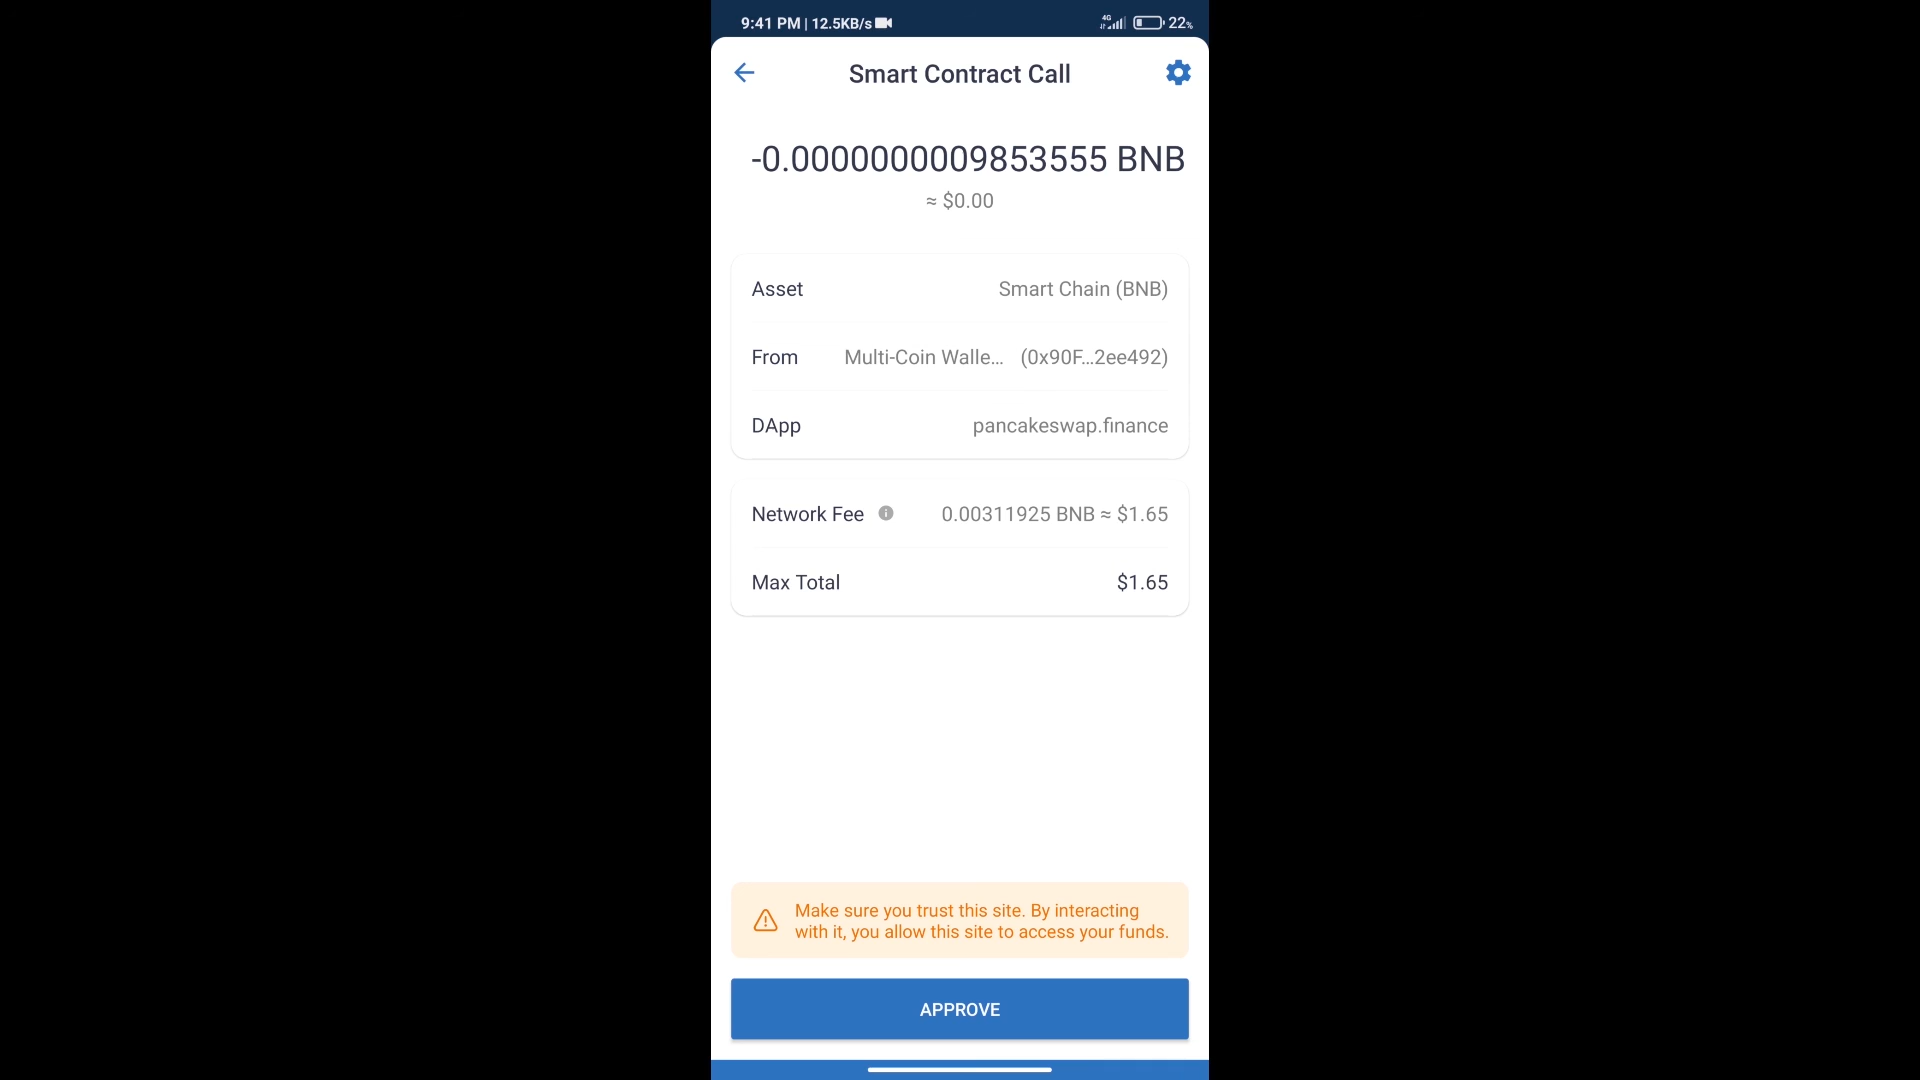 9:41 PM | 12.5KB/s 4G 22%
Smart Contract Call
-0.0000000009853555 BNB
≈ $0.00
Asset Smart Chain (BNB)
From Multi-Coin Walle... (0x90F...2ee492)
DApp pancakeswap.finance
Network Fee 0.00311925 BNB ≈ $1.65
Max Total $1.65
Make sure you trust this site. By interacting
with it, you allow this site to access your funds.
APPROVE